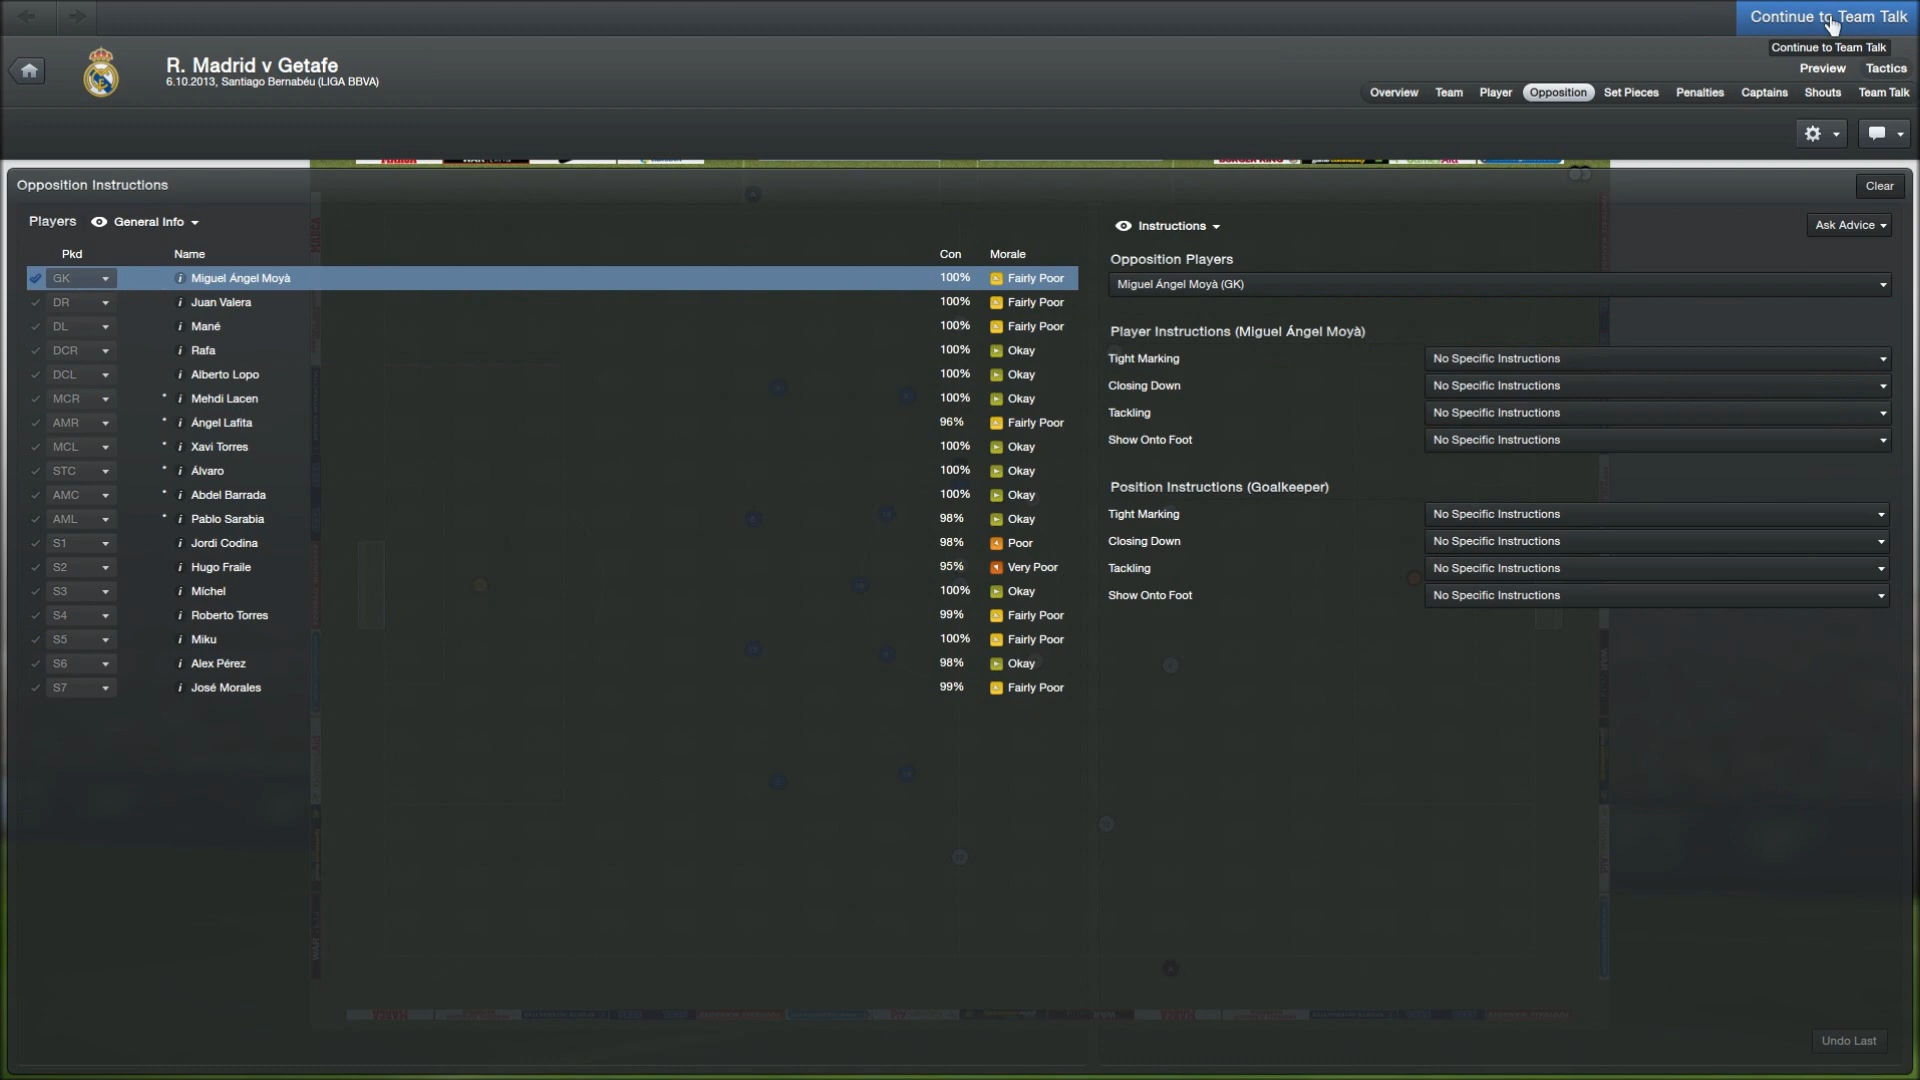 Continue to Team Talk
Continue to Team Talk
R. Madrid v Getafe
6.10.2013, Santiago Bernabéu (LIGA BBVA)
Preview Tactics
Overview Team Player Opposition Set Pieces Penalties Captains Shouts Team Talk
Opposition Instructions
Clear
Players General Info
Instructions
Ask Advice
Pkd Name Con Morale
GK i Miguel Ángel Moyà 100% Fairly Poor
DR i Juan Valera 100% Fairly Poor
DL i Mané 100% Fairly Poor
DCR i Rafa 100% Okay
DCL i Alberto Lopo 100% Okay
MCR * i Mehdi Lacen 100% Okay
AMR * i Ángel Lafita 96% Fairly Poor
MCL * i Xavi Torres 100% Okay
STC * i Álvaro 100% Okay
AMC * i Abdel Barrada 100% Okay
AML * i Pablo Sarabia 98% Okay
S1 i Jordi Codina 98% Poor
S2 i Hugo Fraile 95% Very Poor
S3 i Míchel 100% Okay
S4 i Roberto Torres 99% Fairly Poor
S5 i Miku 100% Fairly Poor
S6 i Alex Pérez 98% Okay
S7 i José Morales 99% Fairly Poor
Opposition Players
Miguel Ángel Moyà (GK)
Player Instructions (Miguel Ángel Moyà)
Tight Marking No Specific Instructions
Closing Down No Specific Instructions
Tackling No Specific Instructions
Show Onto Foot No Specific Instructions
Position Instructions (Goalkeeper)
Tight Marking No Specific Instructions
Closing Down No Specific Instructions
Tackling No Specific Instructions
Show Onto Foot No Specific Instructions
Undo Last